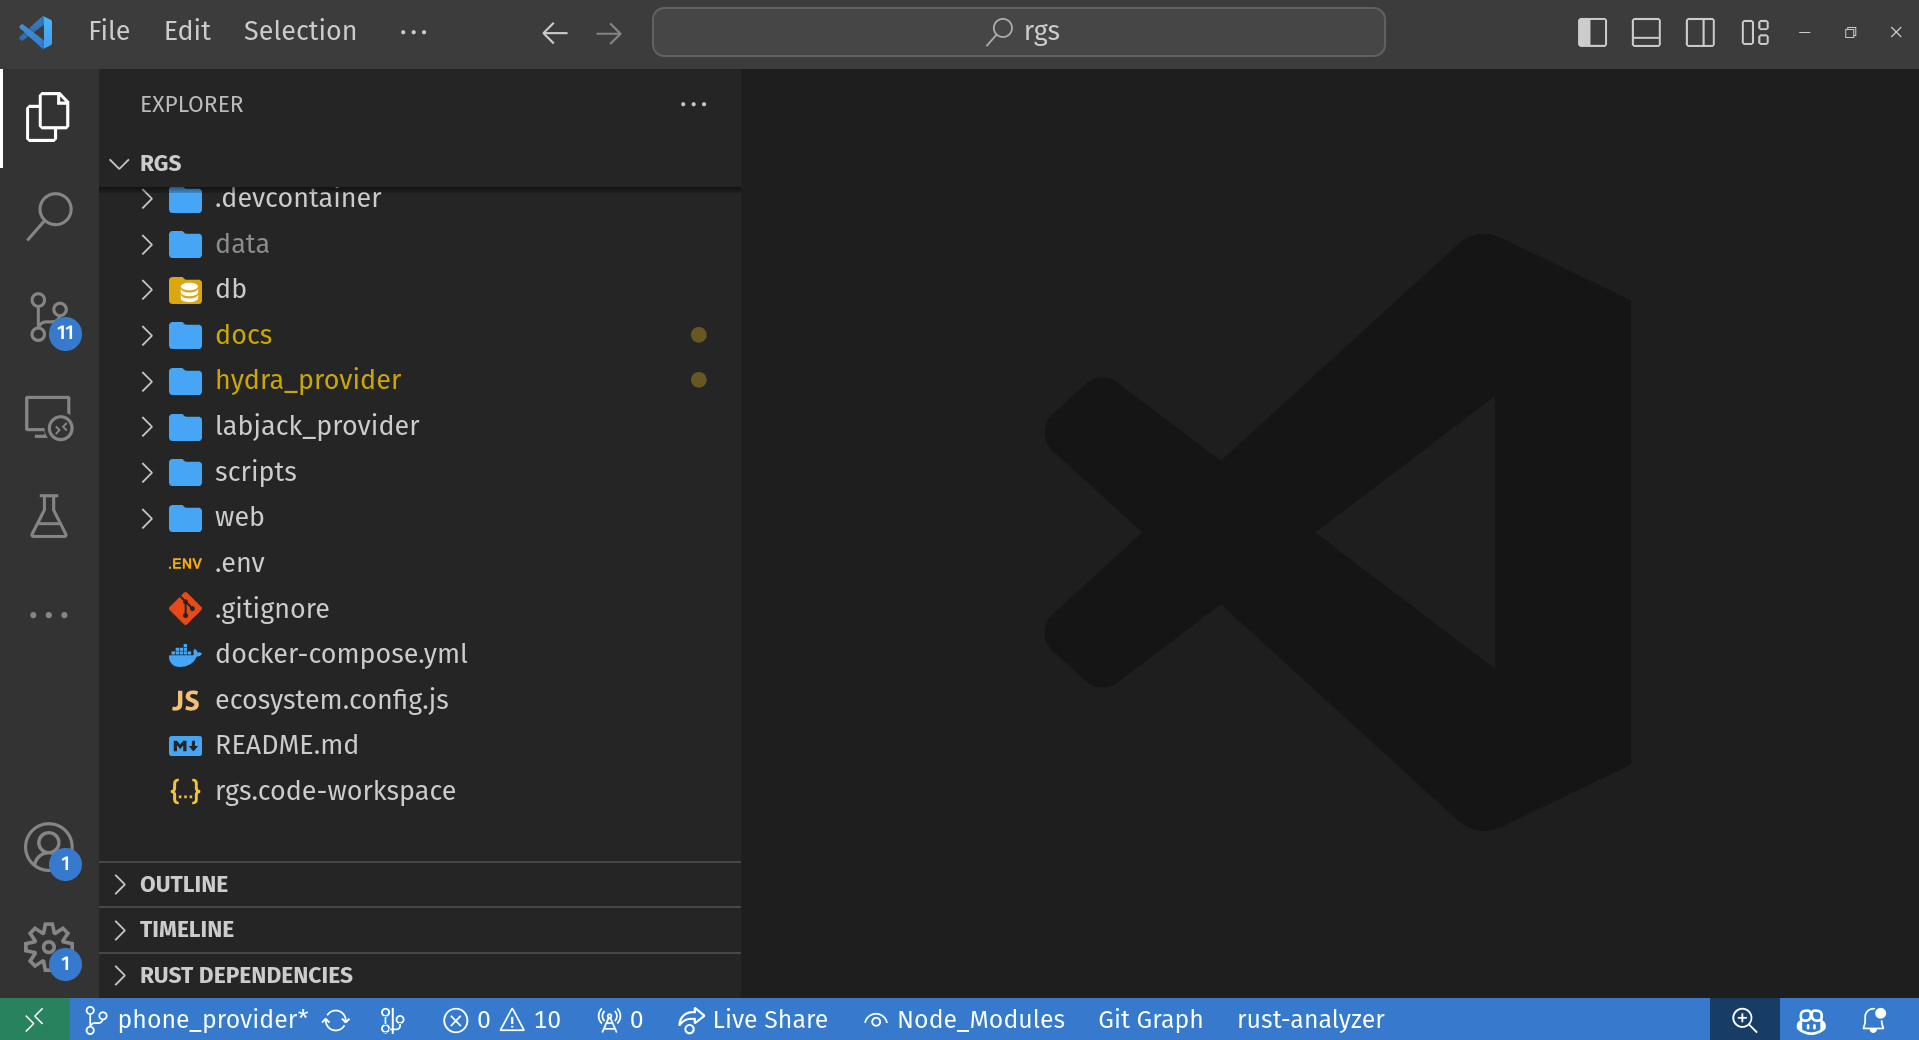 File Edit Selection ··· rgs
EXPLORER ···
RGS
.devcontainer
data
db
docs
hydra_provider
labjack_provider
scripts
web
.ENV .env
.gitignore
docker-compose.yml
JS ecosystem.config.js
M README.md
{...} rgs.code-workspace
11
1
1
OUTLINE
TIMELINE
RUST DEPENDENCIES
phone_provider* 0 10 0 Live Share Node_Modules Git Graph rust-analyzer